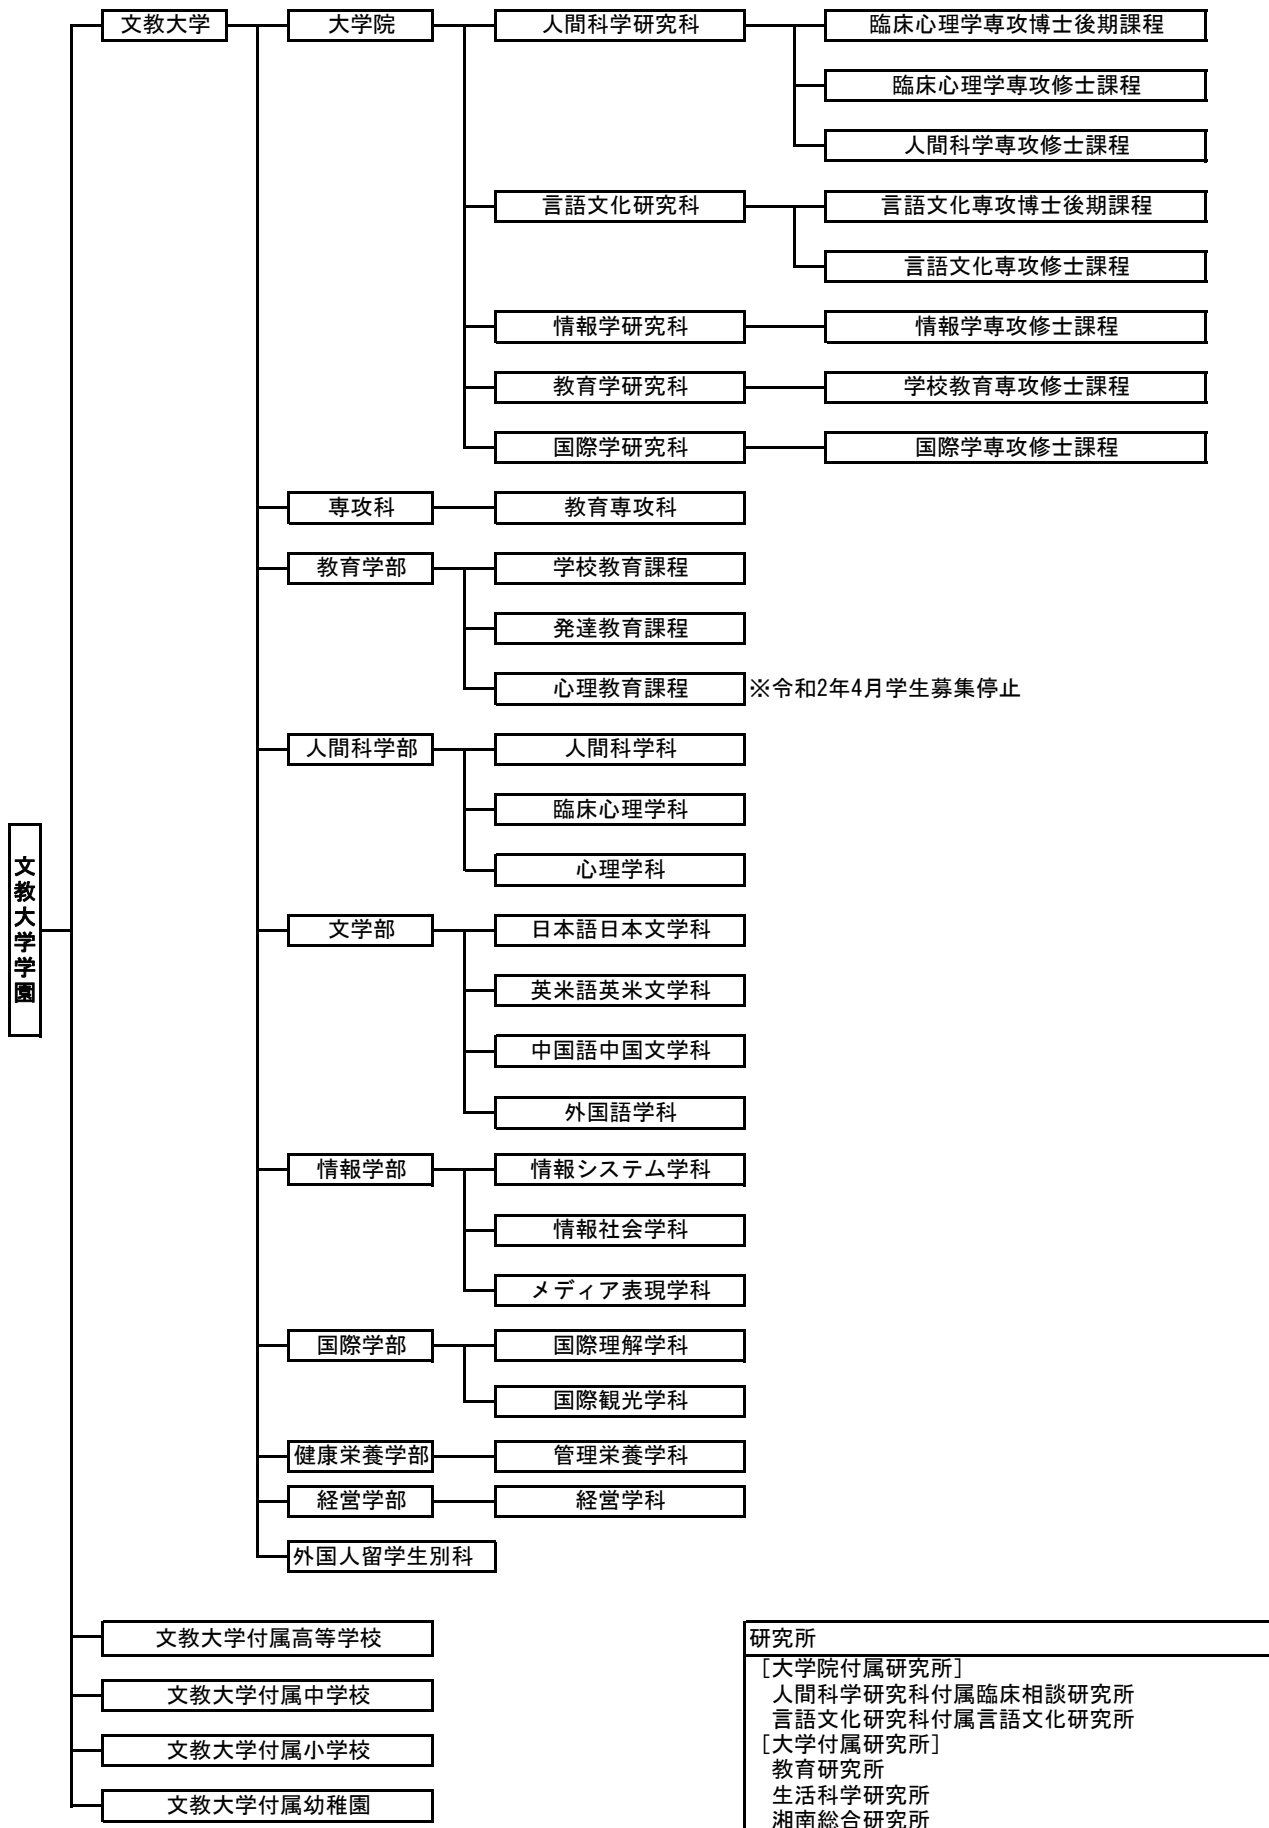 文教大学
大学院
人間科学研究科
臨床心理学専攻博士後期課程
臨床心理学専攻修士課程
人間科学専攻修士課程
言語文化研究科
言語文化専攻博士後期課程
言語文化専攻修士課程
情報学研究科
情報学専攻修士課程
教育学研究科
学校教育専攻修士課程
国際学研究科
国際学専攻修士課程
専攻科
教育専攻科
教育学部
学校教育課程
発達教育課程
心理教育課程
※令和2年4月学生募集停止
人間科学部
人間科学科
臨床心理学科
心理学科
文教大学学園
文学部
日本語日本文学科
英米語英米文学科
中国語中国文学科
外国語学科
情報学部
情報システム学科
情報社会学科
メディア表現学科
国際学部
国際理解学科
国際観光学科
健康栄養学部
管理栄養学科
経営学部
経営学科
外国人留学生別科
文教大学付属高等学校
文教大学付属中学校
文教大学付属小学校
文教大学付属幼稚園
研究所
[大学院付属研究所]
人間科学研究科付属臨床相談研究所
言語文化研究科付属言語文化研究所
[大学付属研究所]
教育研究所
生活科学研究所
湘南総合研究所